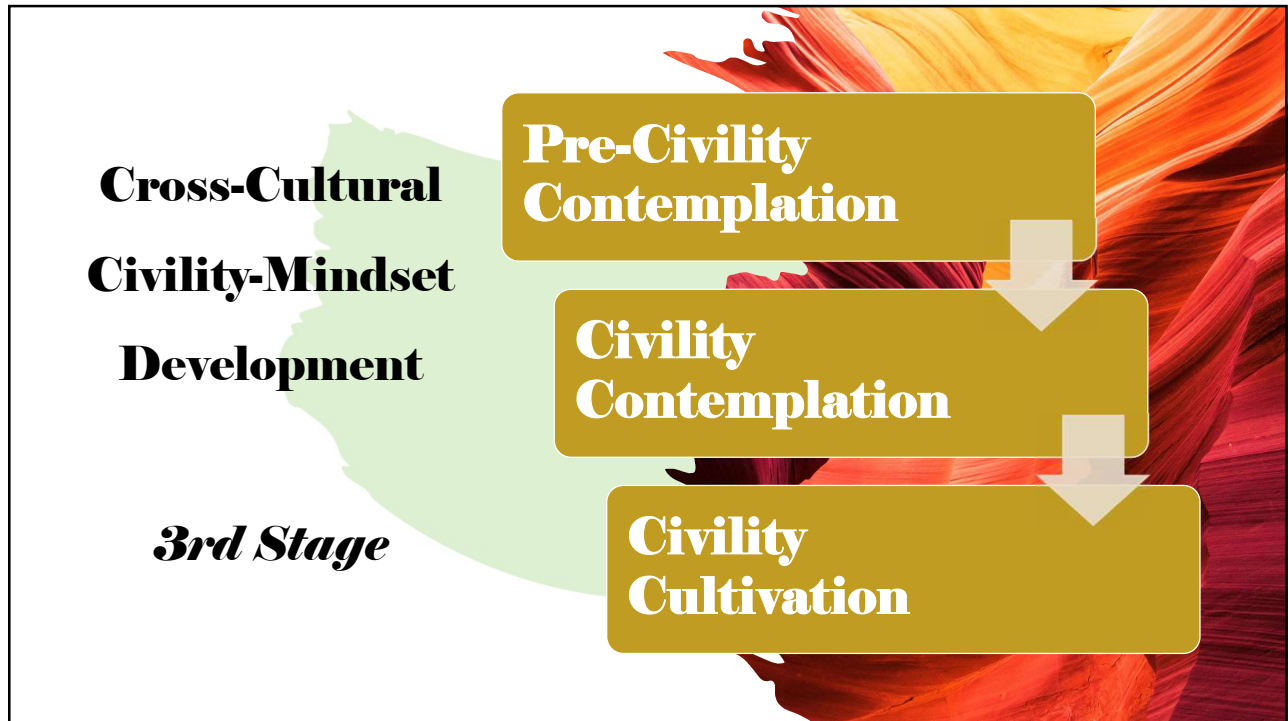 Cross-Cultural
Civility-Mindset
Development
3rd Stage
Pre-Civility
Contemplation
Civility
Contemplation
Civility
Cultivation